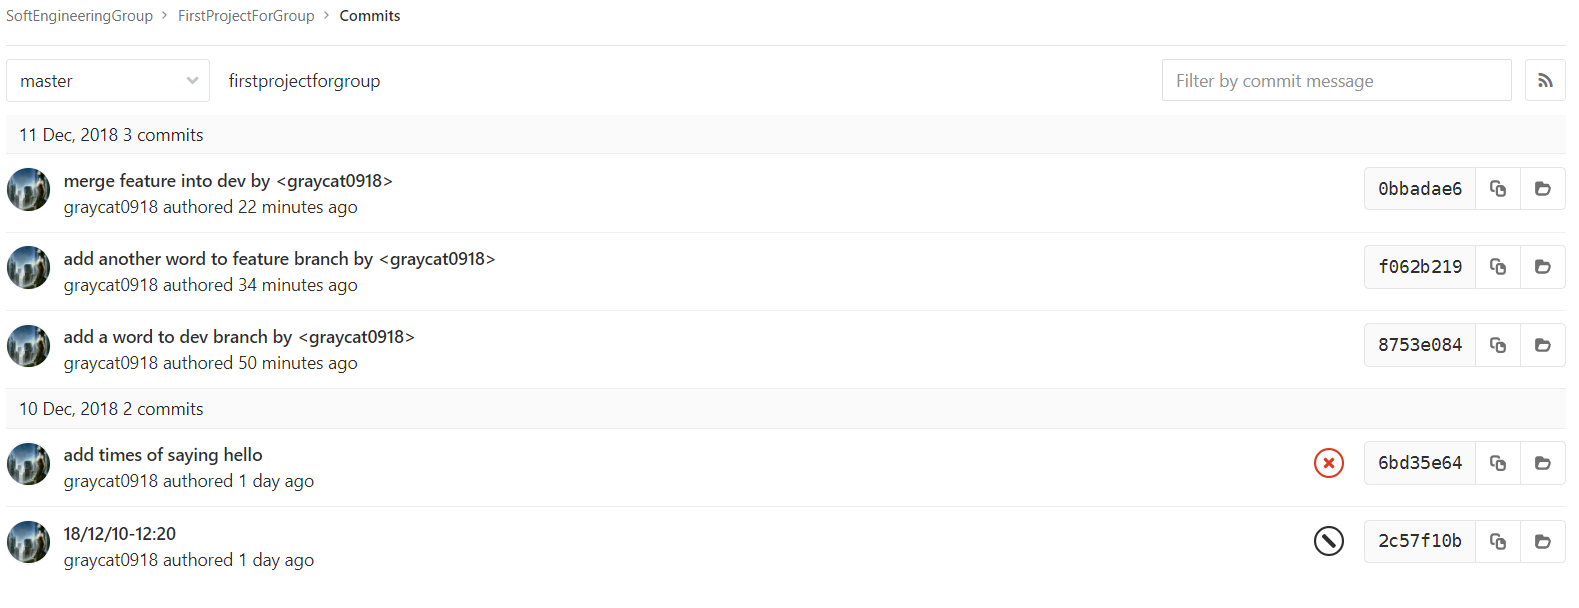 SoftEngineeringGroup > FirstProjectForGroup > Commits
master firstprojectforgroup Filter by commit message
11 Dec, 2018 3 commits
merge feature into dev by <graycat0918>
graycat0918 authored 22 minutes ago
0bbadae6
add another word to feature branch by <graycat0918>
graycat0918 authored 34 minutes ago
f062b219
add a word to dev branch by <graycat0918>
graycat0918 authored 50 minutes ago
8753e084
10 Dec, 2018 2 commits
add times of saying hello
graycat0918 authored 1 day ago
6bd35e64
18/12/10-12:20
graycat0918 authored 1 day ago
2c57f10b